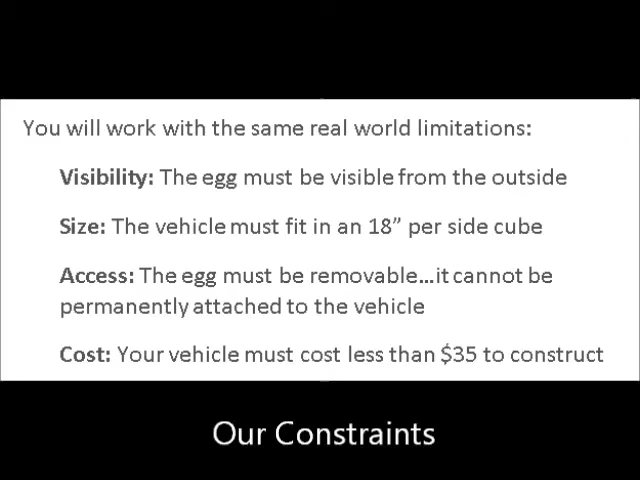 You will work with the same real world limitations:
Visibility: The egg must be visible from the outside
Size: The vehicle must fit in an 18” per side cube
Access: The egg must be removable...it cannot be
permanently attached to the vehicle
Cost: Your vehicle must cost less than $35 to construct
Our Constraints